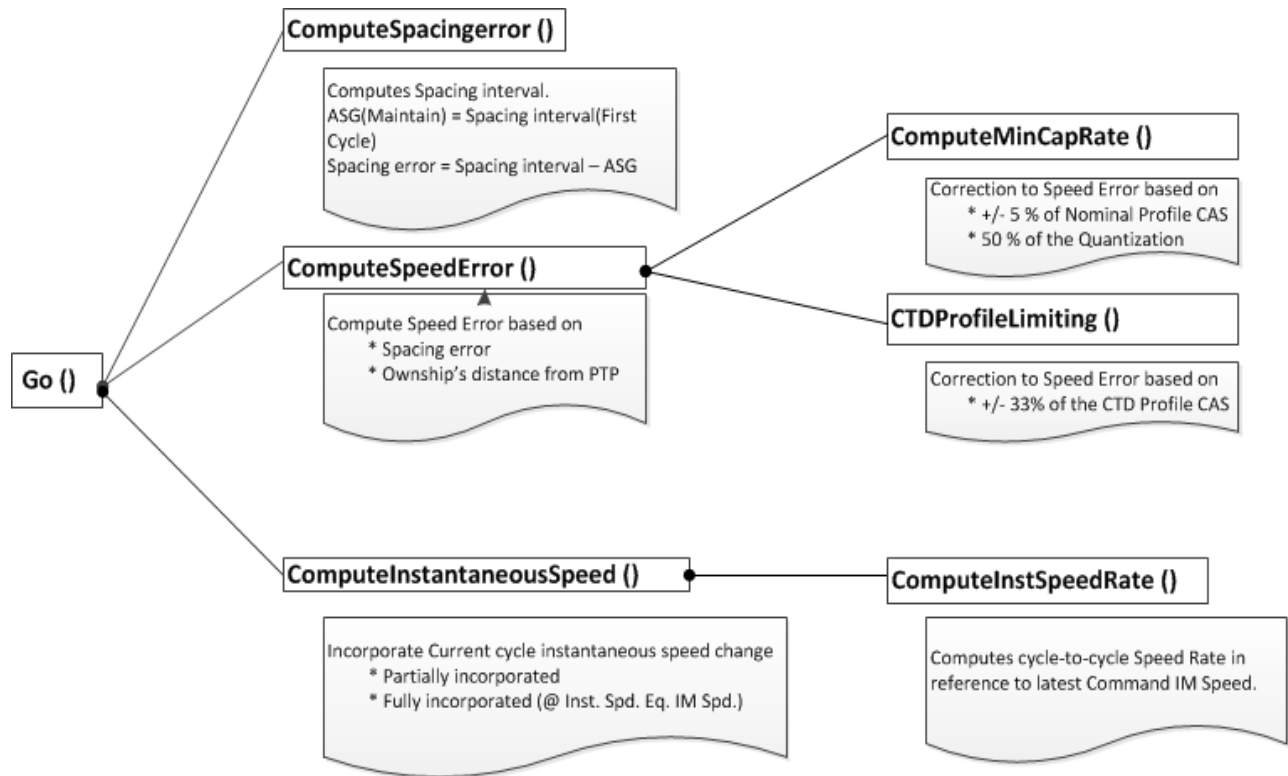 ComputeSpacingerror ()
Computes Spacing interval.
ASG(Maintain) = Spacing interval(First
Cycle)
Spacing error = Spacing interval – ASG
ComputeMinCapRate ()
Correction to Speed Error based on
* +/- 5 % of Nominal Profile CAS
* 50 % of the Quantization
ComputeSpeedError ()
Compute Speed Error based on
* Spacing error
* Ownship's distance from PTP
CTDProfileLimiting ()
Correction to Speed Error based on
* +/- 33% of the CTD Profile CAS
Go ()
ComputeInstantaneousSpeed ()
Incorporate Current cycle instantaneous speed change
* Partially incorporated
* Fully incorporated (@ Inst. Spd. Eq. IM Spd.)
ComputeInstSpeedRate ()
Computes cycle-to-cycle Speed Rate in
reference to latest Command IM Speed.